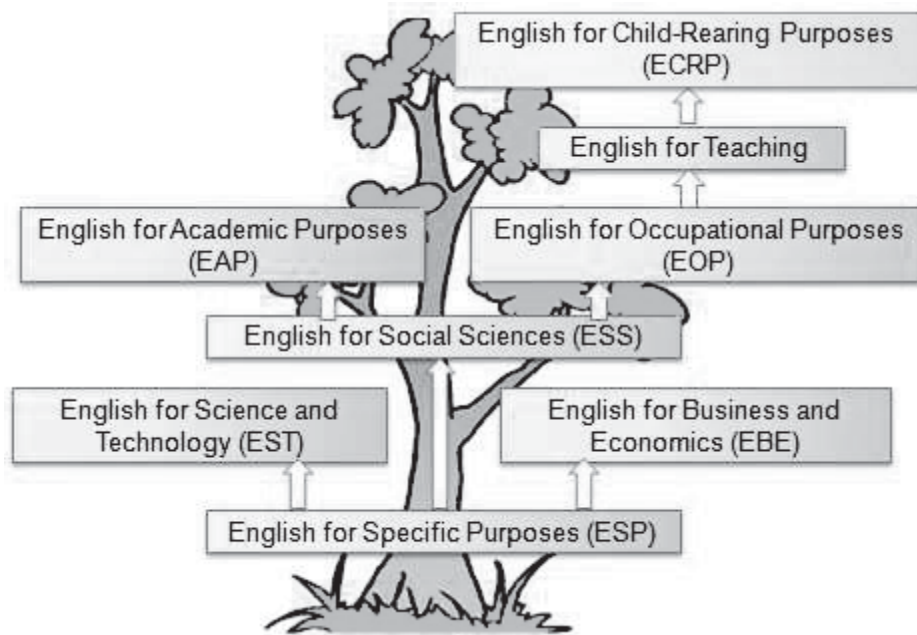 English for Child-Rearing Purposes
(ECRP)
English for Teaching
English for Academic Purposes
(EAP)
English for Occupational Purposes
(EOP)
English for Social Sciences (ESS)
English for Science and
Technology (EST)
English for Business and
Economics (EBE)
English for Specific Purposes (ESP)